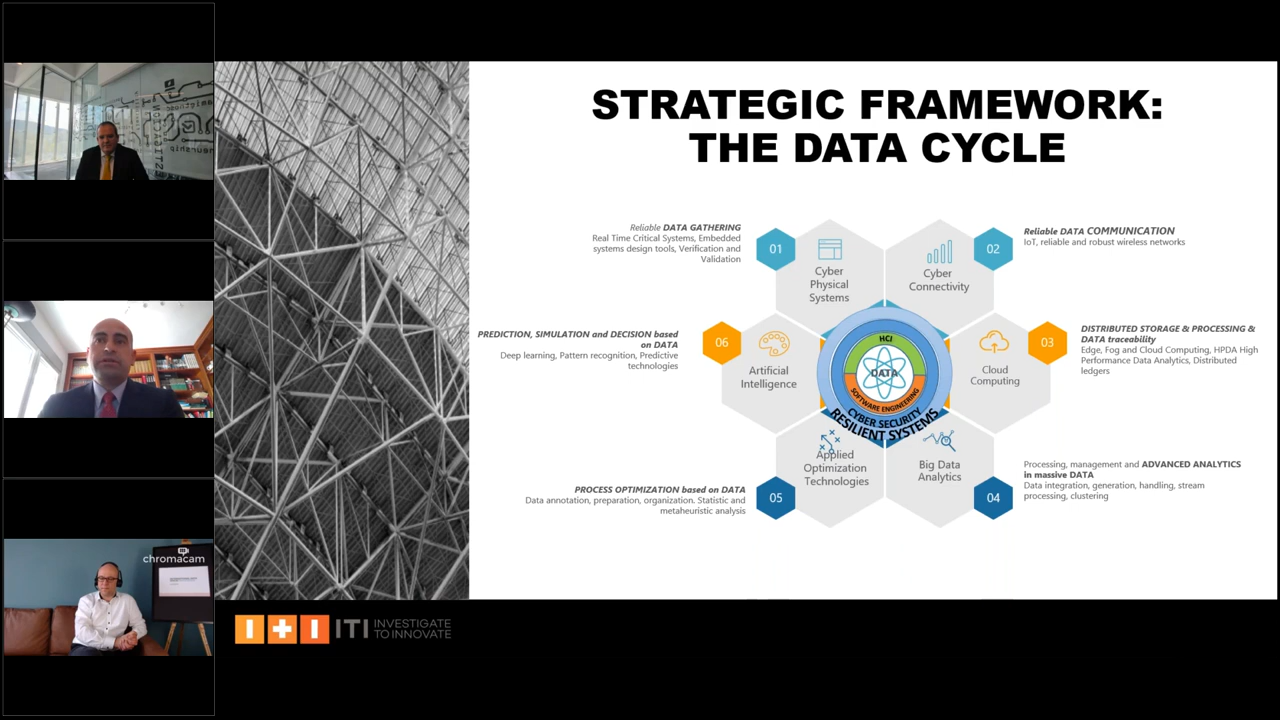 STRATEGIC FRAMEWORK:
THE DATA CYCLE
Reliable DATA GATHERING
Real Time Critical Systems, Embedded
systems design tools, Verification and
Validation
01
Cyber
Physical
Systems
Cyber
Connectivity
02
Reliable DATA COMMUNICATION
IoT, reliable and robust wireless networks
PREDICTION, SIMULATION and DECISION based
on DATA
Deep learning, Pattern recognition, Predictive
technologies
06
Artificial
Intelligence
HCI
DATA
SOFTWARE ENGINEERING
CYBER SECURITY
RESILIENT SYSTEMS
Cloud
Computing
03
DISTRIBUTED STORAGE & PROCESSING &
DATA traceability
Edge, Fog and Cloud Computing, HPDA High
Performance Data Analytics, Distributed
ledgers
PROCESS OPTIMIZATION based on DATA
Data annotation, preparation, organization. Statistic and
metaheuristic analysis
05
Applied
Optimization
Technologies
Big Data
Analytics
04
Processing, management and ADVANCED ANALYTICS
in massive DATA
Data integration, generation, handling, stream
processing, clustering
chromacam
I+I ITI INVESTIGATE
TO INNOVATE